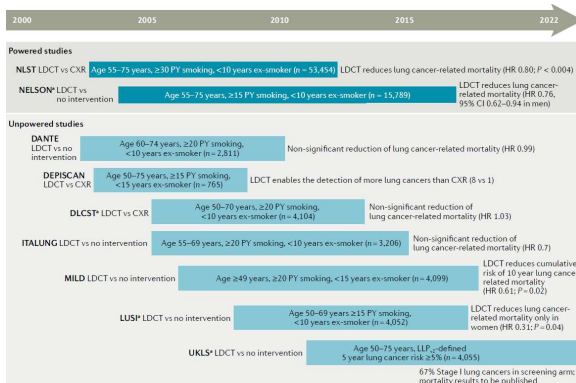 2000 2005 2010 2015 2022
Powered studies
NLST LDCT vs CXR
Age 55–75 years, ≥30 PY smoking, <10 years ex-smoker (n = 53,454)
LDCT reduces lung cancer-related mortality (HR 0.80; P < 0.004)
NELSONᵃ LDCT vs
no intervention
Age 55–75 years, ≥15 PY smoking, <10 years ex-smoker (n = 15,789)
LDCT reduces lung cancer-
related mortality (HR 0.76,
95% CI 0.62–0.94 in men)
Unpowered studies
DANTE
LDCT vs no
intervention
Age 60–74 years, ≥20 PY smoking,
<10 years ex-smoker (n = 2,811)
Non-significant reduction of lung cancer-related mortality (HR 0.99)
DEPISCAN
LDCT vs CXR
Age 50–75 years, ≥15 PY smoking,
<15 years ex-smoker (n = 765)
LDCT enables the detection of more lung cancers than CXR (8 vs 1)
DLCSTᵃ LDCT vs CXR
Age 50–70 years, ≥20 PY smoking,
<10 years ex-smoker (n = 4,104)
Non-significant reduction of
lung cancer-related mortality (HR 1.03)
ITALUNG LDCT vs no intervention
Age 55–69 years, ≥20 PY smoking, <10 years ex-smoker (n = 3,206)
Non-significant reduction of
lung cancer-related mortality (HR 0.7)
MILD LDCT vs no intervention
Age ≥49 years, ≥20 PY smoking, <15 years ex-smoker (n = 4,099)
LDCT reduces cumulative
risk of 10 year lung cance
related mortality
(HR 0.61; P = 0.02)
LUSIᵃ LDCT vs no intervention
Age 50–69 years ≥15 PY smoking,
<10 years ex-smoker (n = 4,052)
LDCT reduces lung cancer-
related mortality only in
women (HR 0.31; P = 0.04)
UKLSᵃ LDCT vs no intervention
Age 50–75 years, LLPv2-defined
5 year lung cancer risk ≥5% (n = 4,055)
67% Stage I lung cancers in screening arm;
mortality results to be published